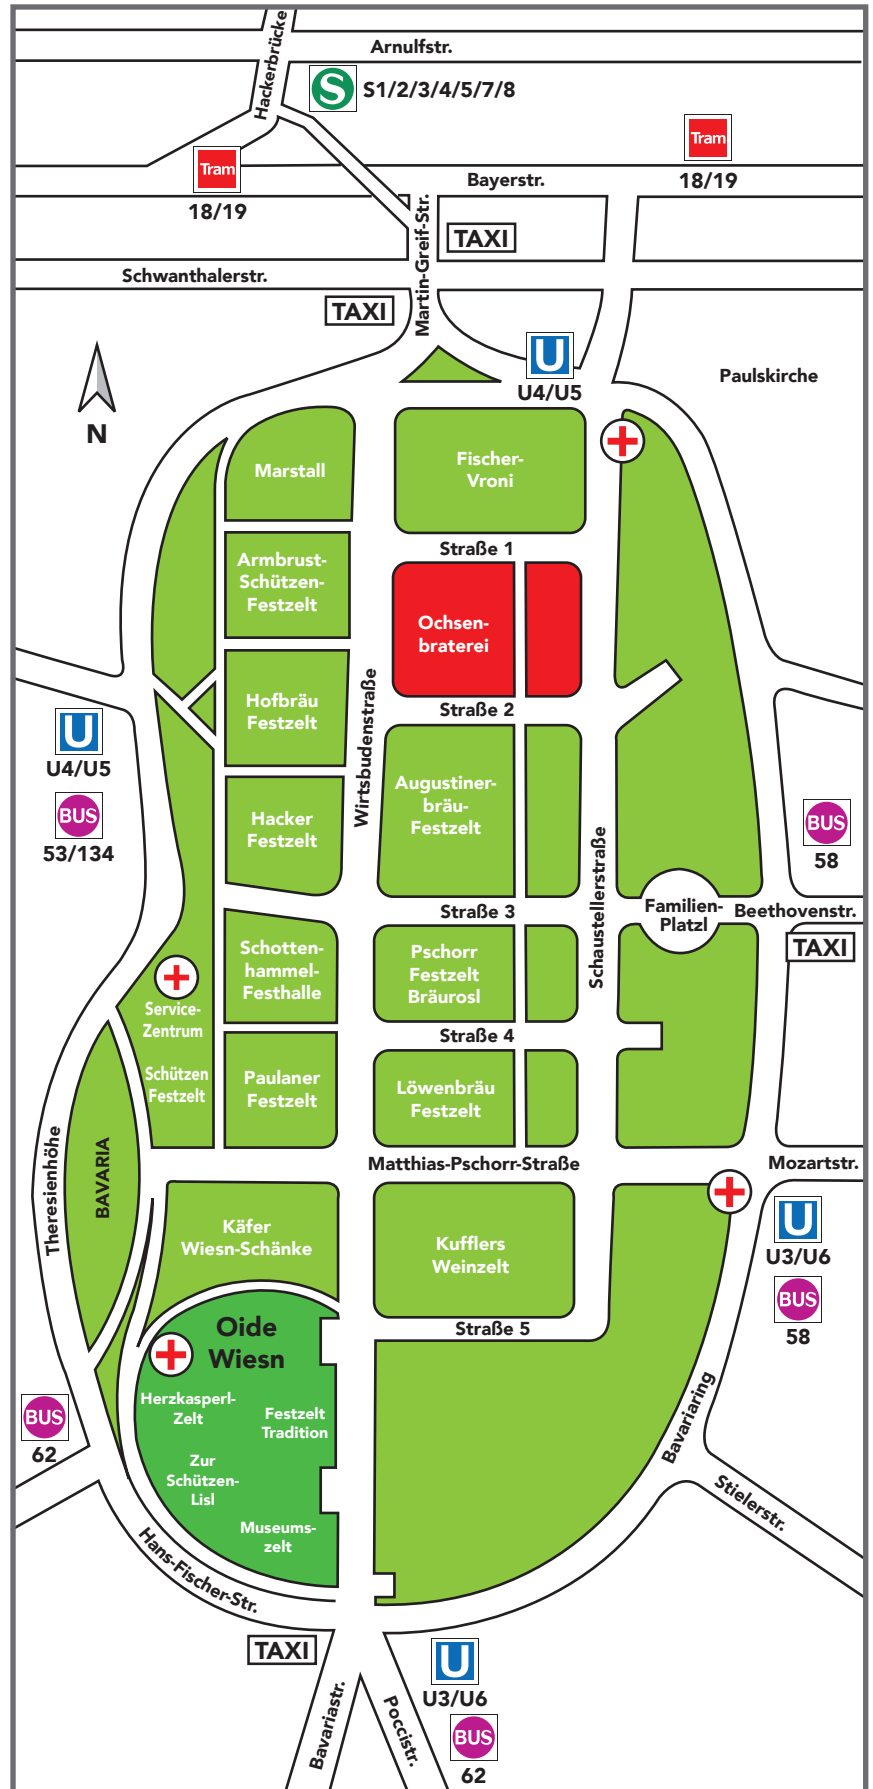 Hackerbrücke
Arnulfstr.
S
S1/2/3/4/5/7/8
Tram
18/19
Tram
18/19
Bayerstr.
Martin-Greif-Str.
TAXI
Schwanthalerstr.
TAXI
U
U4/U5
Paulskirche
N
Marstall
Fischer-
Vroni
Straße 1
Armbrust-
Schützen-
Festzelt
Ochsen-
braterei
Hofbräu
Festzelt
Wirtsbudenstraße
Straße 2
U
U4/U5
BUS
53/134
Hacker
Festzelt
Augustiner-
bräu-
Festzelt
Schaustellerstraße
BUS
58
Familien-
Platzl
Beethovenstr.
TAXI
Straße 3
Schotten-
hammel-
Festhalle
Pschorr
Festzelt
Bräurosl
Service-
Zentrum
Straße 4
Schützen
Festzelt
Paulaner
Festzelt
Löwenbräu
Festzelt
Theresienhöhe
BAVARIA
Matthias-Pschorr-Straße
Mozartstr.
U
U3/U6
BUS
58
Käfer
Wiesn-Schänke
Kufflers
Weinzelt
Straße 5
Oide
Wiesn
Herzkasperl-
Zelt
Festzelt
Tradition
Zur
Schützen-
Lisl
Museums-
zelt
BUS
62
Bavariaring
Stielerstr.
Hans-Fischer-Str.
TAXI
Bavariastr.
Poccistr.
U
U3/U6
BUS
62